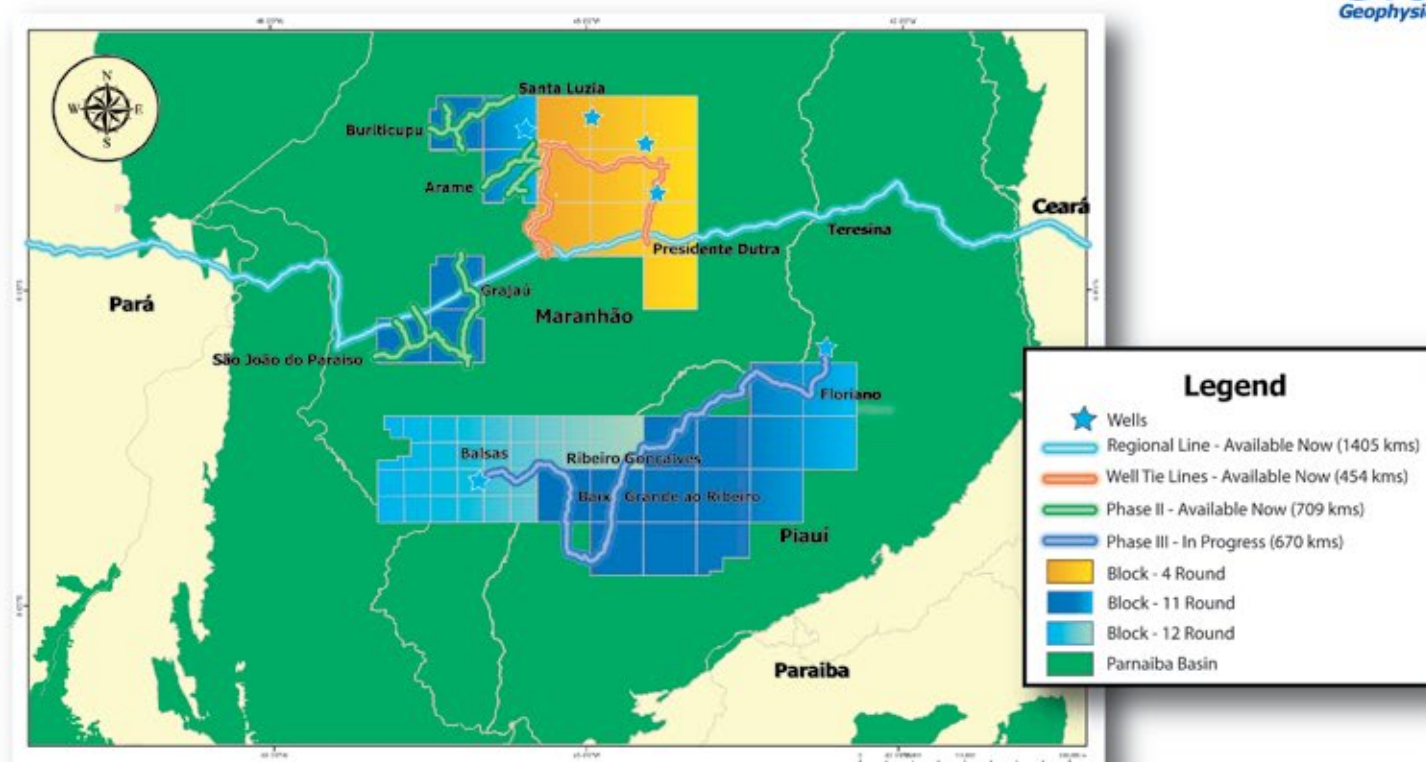 Geophysi
N
W E
S
Santa Luzia
Buriticupu
Arame
Ceará
Teresina
Presidente Dutra
Pará
Grajaú
Maranhão
São João do Paraiso
Floriano
Balsas
Ribeiro Goncalves
Baix Grande ao Ribeiro
Piauí
Paraiba
Legend
Wells
Regional Line - Available Now (1405 kms)
Well Tie Lines - Available Now (454 kms)
Phase II - Available Now (709 kms)
Phase III - In Progress (670 kms)
Block - 4 Round
Block - 11 Round
Block - 12 Round
Parnaiba Basin